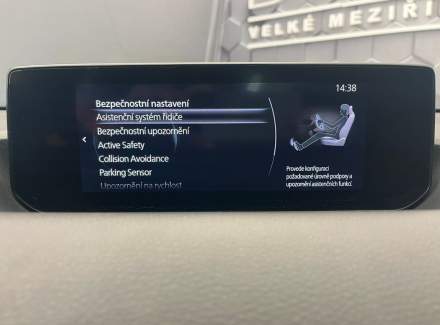 VELKÉ MEZIŘÍ
14:38
Bezpečnostní nastavení
Asistenční systém řidiče
Bezpečnostní upozornění
Active Safety
Collision Avoidance
Parking Sensor
Upozornění na rychlost
Provede konfiguraci
požadované úrovně podpory a
upozornění asistenčních funkcí.